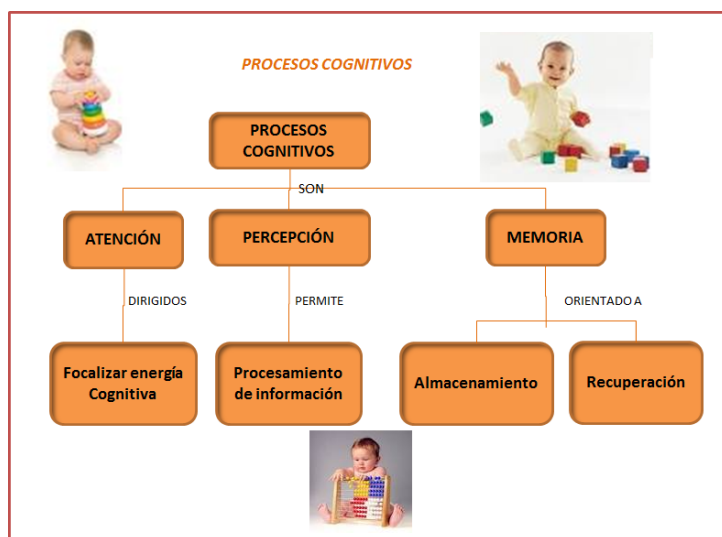 PROCESOS COGNITIVOS
PROCESOS
COGNITIVOS
SON
ATENCIÓN
PERCEPCIÓN
MEMORIA
DIRIGIDOS
PERMITE
ORIENTADO A
Focalizar energía
Cognitiva
Procesamiento
de información
Almacenamiento
Recuperación